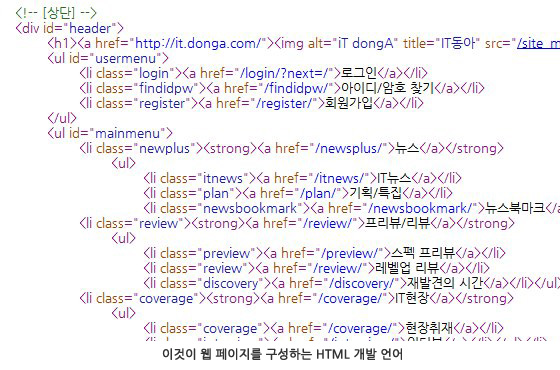 <!-- [상단] -->
<div id="header">
<h1><a href="http://it.donga.com/"><img alt="iT dongA" title="IT동아" src="/site_m
<ul id="usermenu">
<li class="login"><a href="/login/?next=/">로그인</a></li>
<li class="findidpw"><a href="/findidpw/">아이디/암호 찾기</a></li>
<li class="register"><a href="/register/">회원가입</a></li>
</ul>
<ul id="mainmenu">
<li class="newplus"><strong><a href="/newsplus/">뉴스</a></strong>
<ul>
<li class="itnews"><a href="/itnews/">IT뉴스</a></li>
<li class="plan"><a href="/plan/">기획/특집</a></li>
<li class="newsbookmark"><a href="/newsbookmark/">뉴스북마크</a
<li class="review"><strong><a href="/review/">프리뷰/리뷰</a></strong>
<ul>
<li class="preview"><a href="/preview/">스펙 프리뷰</a></li>
<li class="review"><a href="/review/">레벨업 리뷰</a></li>
<li class="discovery"><a href="/discovery/">재발견의 시간</a></li></ul
<li class="coverage"><strong><a href="/coverage/">IT현장</a></strong>
<ul>
<li class="coverage"><a href="/coverage/">현장취재</a></li>
이것이 웹 페이지를 구성하는 HTML 개발 언어